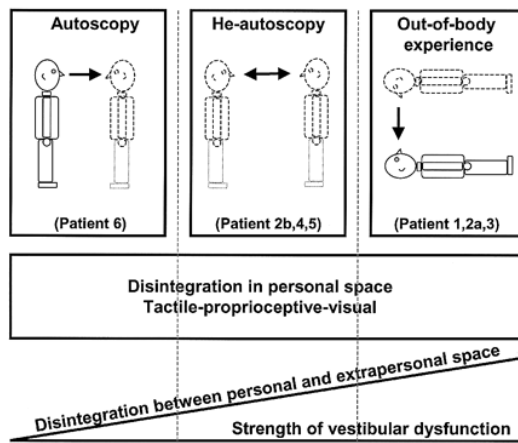 Autoscopy
He-autoscopy
Out-of-body
experience
(Patient 6)
(Patient 2b,4,5)
(Patient 1,2a,3)
Disintegration in personal space
Tactile-proprioceptive-visual
Disintegration between personal and extrapersonal space
Strength of vestibular dysfunction